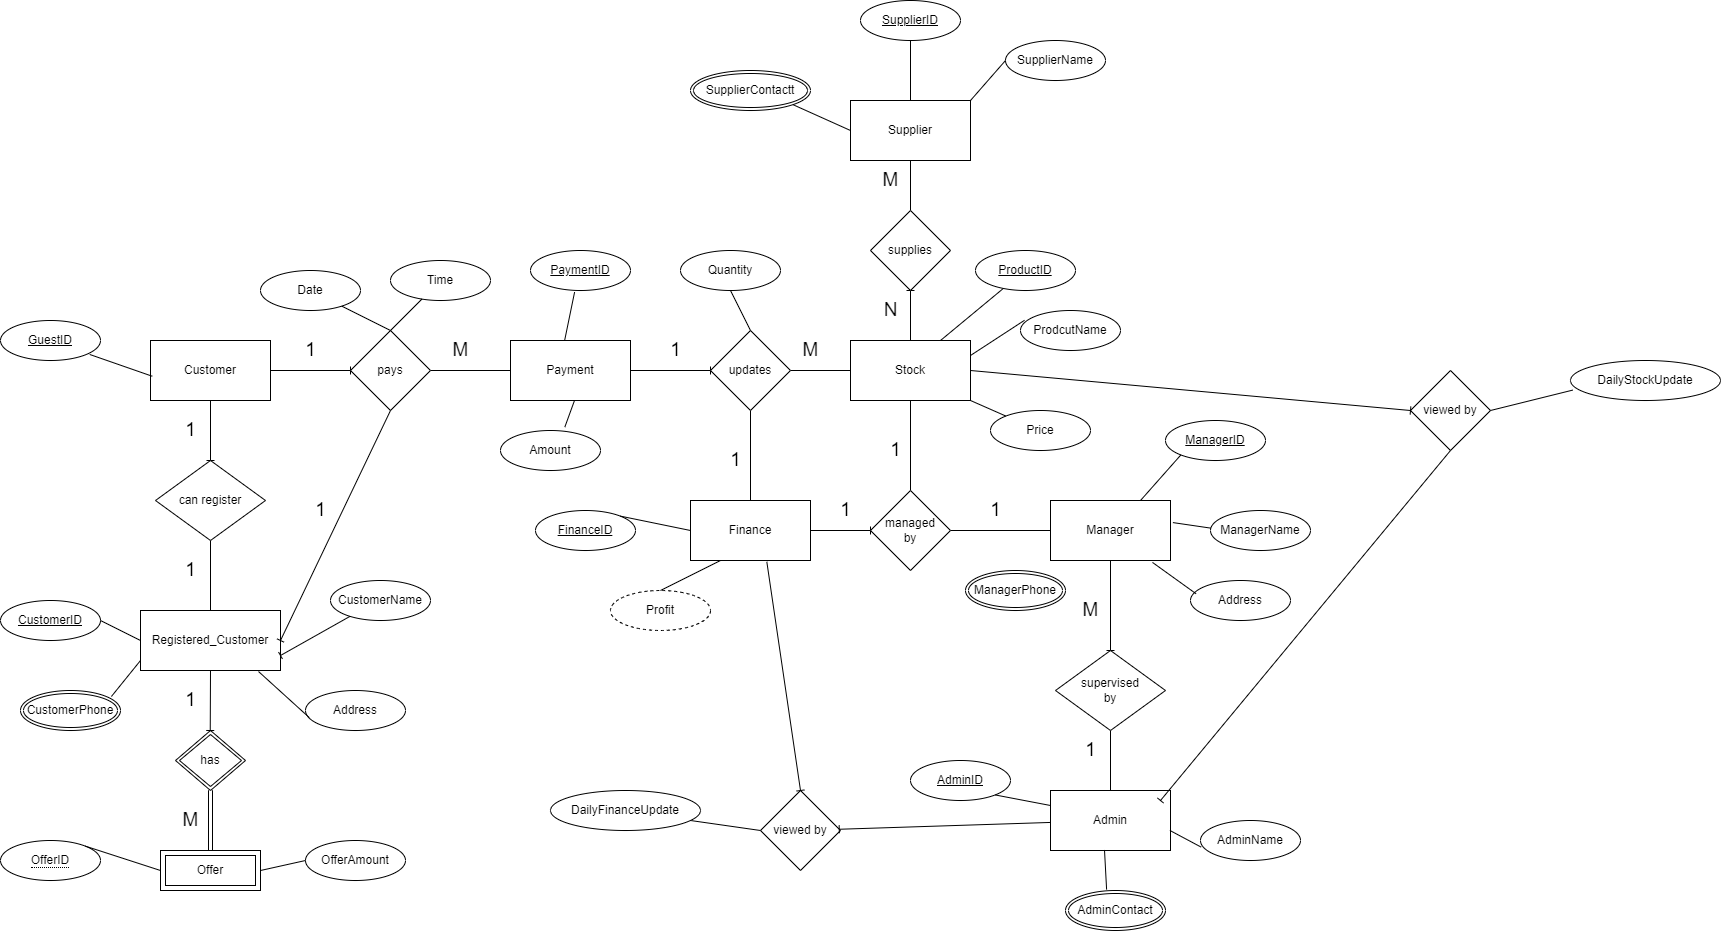 SupplierID
SupplierName
SupplierContactt
Supplier
M
supplies
N
ProductID
ProdcutName
Price
Stock
Quantity
PaymentID
Time
Date
GuestID
Customer
1
pays
M
Payment
1
updates
M
Amount
DailyStockUpdate
viewed by
1
can register
1
1
1
1
ManagerID
FinanceID
Finance
1
managed
by
1
Manager
ManagerName
ManagerPhone
Address
Profit
M
CustomerID
CustomerName
Registered_Customer
CustomerPhone
Address
1
has
M
OfferID
Offer
OfferAmount
supervised
by
1
AdminID
Admin
AdminName
AdminContact
DailyFinanceUpdate
viewed by